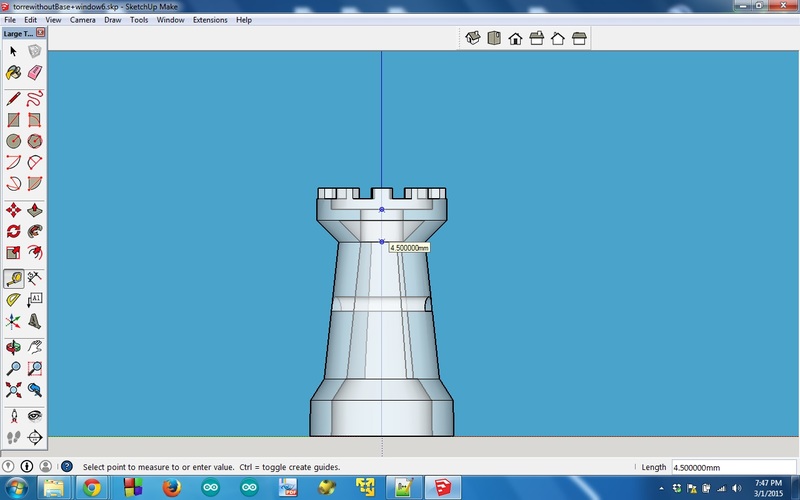 torrewithoutBase+window6.skp - SketchUp Make
File Edit View Camera Draw Tools Window Extensions Help
Large T...
A1
4.500000mm
Select point to measure to or enter value. Ctrl = toggle create guides.
Length 4.500000mm
7:47 PM
3/1/2015